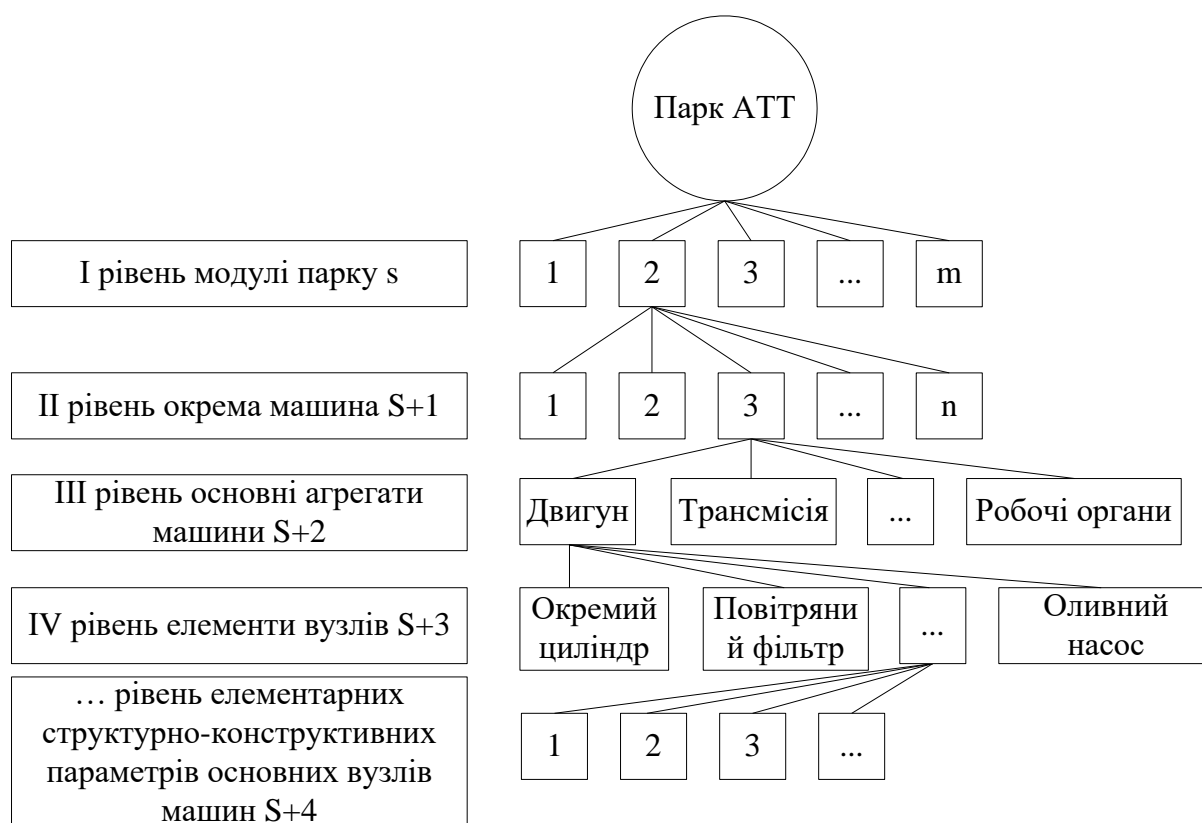 Парк АТТ
І рівень модулі парку s
1
2
3
...
m
ІІ рівень окрема машина S+1
1
2
3
...
n
ІІІ рівень основні агрегати
машини S+2
Двигун
Трансмісія
...
Робочі органи
IV рівень елементи вузлів S+3
Окремий
циліндр
Повітряни
й фільтр
...
Оливний
насос
… рівень елементарних
структурно-конструктивних
параметрів основних вузлів
машин S+4
1
2
3
...